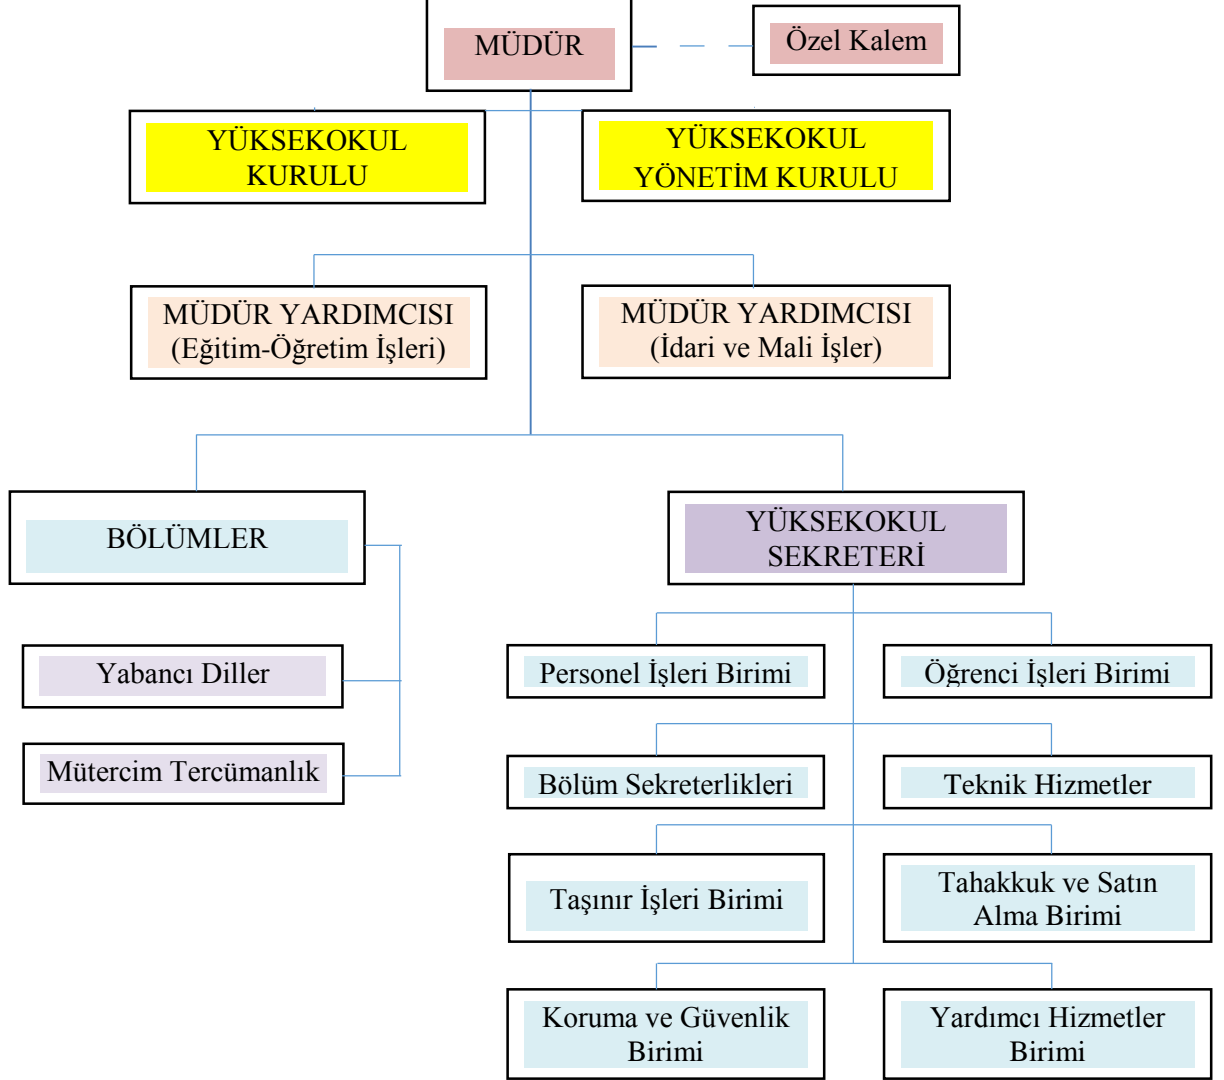 MÜDÜR
Özel Kalem
YÜKSEKOKUL
KURULU
YÜKSEKOKUL
YÖNETİM KURULU
MÜDÜR YARDIMCISI
(Eğitim-Öğretim İşleri)
MÜDÜR YARDIMCISI
(İdari ve Mali İşler)
BÖLÜMLER
YÜKSEKOKUL
SEKRETERİ
Yabancı Diller
Mütercim Tercümanlık
Personel İşleri Birimi
Öğrenci İşleri Birimi
Bölüm Sekreterlikleri
Teknik Hizmetler
Taşınır İşleri Birimi
Tahakkuk ve Satın
Alma Birimi
Koruma ve Güvenlik
Birimi
Yardımcı Hizmetler
Birimi